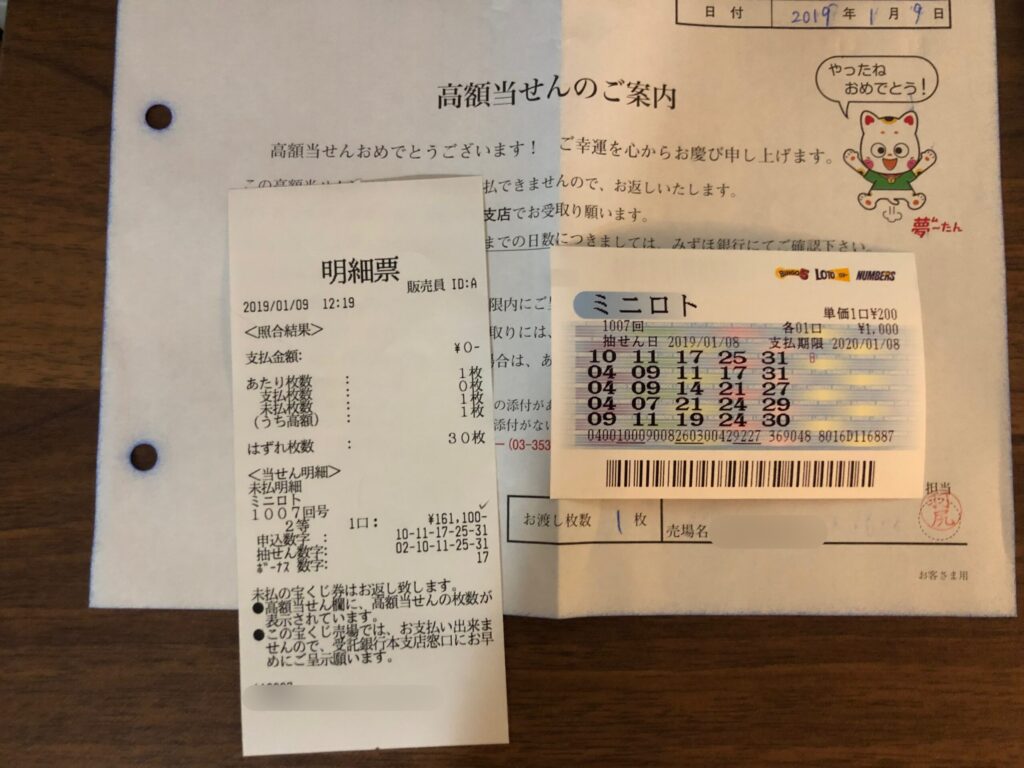 日付 2019年1月9日
高額当せんのご案内
やったね
おめでとう!
夢~たん
高額当せんおめでとうございます! ご幸運を心からお慶び申し上げます。
この高額当せん
払できませんので、お返しいたします。
支店でお受取り願います。
までの日数につきましては、みずほ銀行にてご確認下さい。
限内にご
取りには、
場合は、あ
の添付が
添付がな
(03-353
お渡し枚数 1枚
売場名
担当
お客さま用
明細票
販売員 ID:A
2019/01/09 12:19
<照合結果>
支払金額: ¥0-
あたり枚数 : 1枚
支払枚数 : 0枚
未払枚数 : 1枚
(うち高額) : 1枚
はずれ枚数 : 30枚
<当せん明細>
未払明細
ミニロト
1007回号
2等 1口: ¥161,100-
申込数字: 10-11-17-25-31
抽せん数字: 02-10-11-25-31
ボーナス数字: 17
未払の宝くじ券はお返し致します。
●高額当せん欄に、高額当せんの枚数が
表示されています。
●この宝くじ売場では、お支払い出来ま
せんので、受託銀行本支店窓口にお早
めにご呈示願います。
BINGO5 LOTO NUMBERS
ミニロト
単価1口¥200
1007回 各01口 ¥1,000
抽せん日 2019/01/08 支払期限 2020/01/08
10 11 17 25 31
04 09 11 17 31
04 09 14 21 27
04 07 21 24 29
09 11 19 24 30
040010009008260300429227 369048 8016D116887